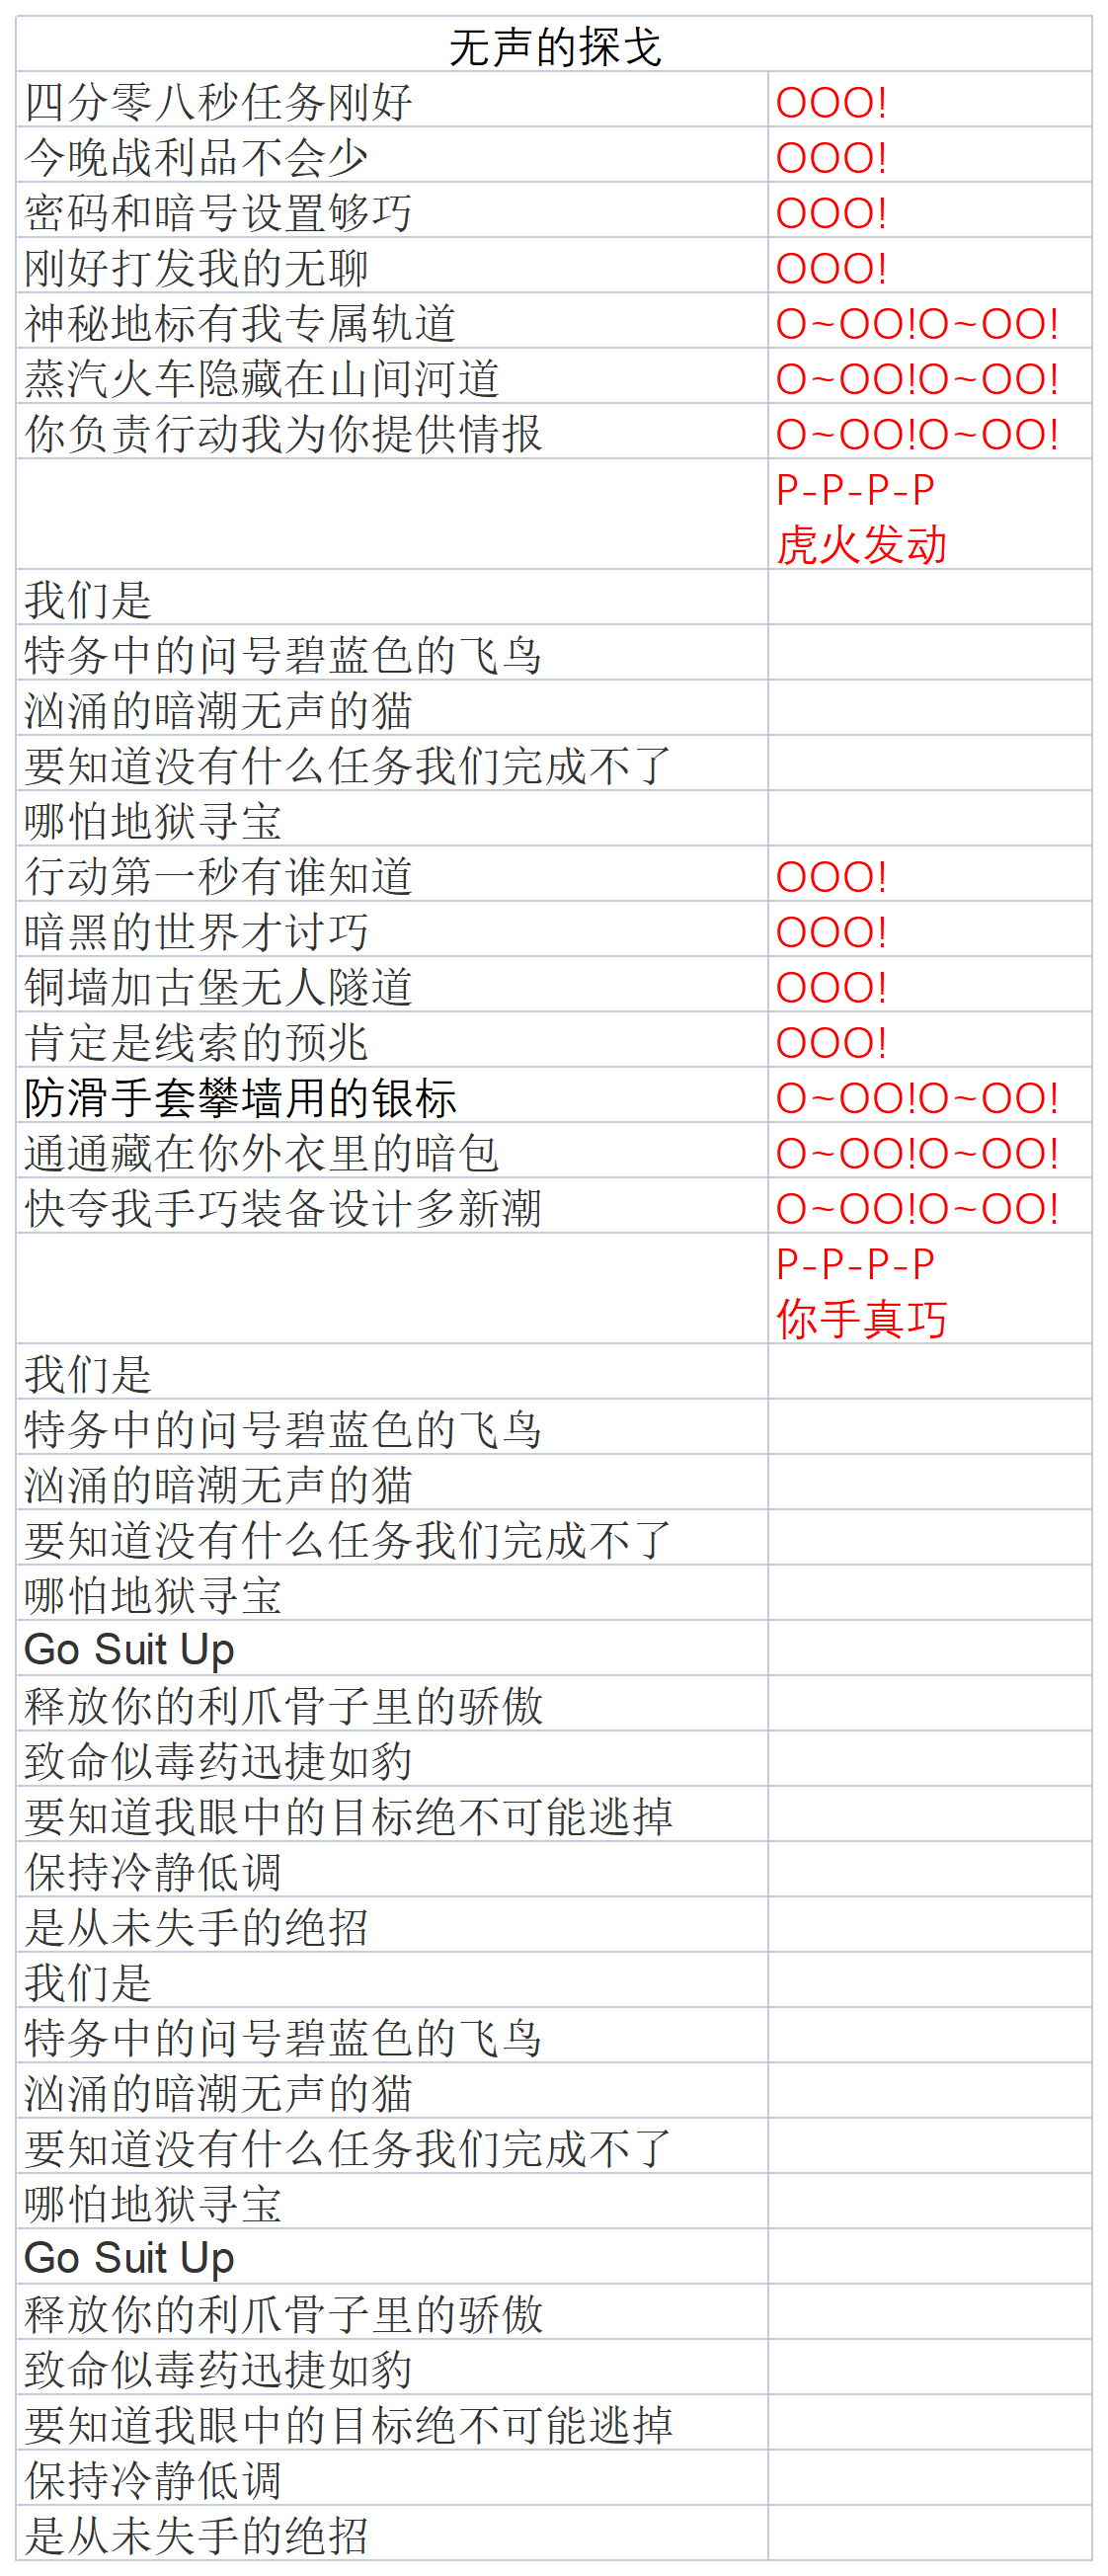 无声的探戈
四分零八秒任务刚好 OOO!
今晚战利品不会少 OOO!
密码和暗号设置够巧 OOO!
刚好打发我的无聊 OOO!
神秘地标有我专属轨道 O~OO!O~OO!
蒸汽火车隐藏在山间河道 O~OO!O~OO!
你负责行动我为你提供情报 O~OO!O~OO!
P-P-P-P
虎火发动
我们是
特务中的问号碧蓝色的飞鸟
汹涌的暗潮无声的猫
要知道没有什么任务我们完成不了
哪怕地狱寻宝
行动第一秒有谁知道 OOO!
暗黑的世界才讨巧 OOO!
铜墙加古堡无人隧道 OOO!
肯定是线索的预兆 OOO!
防滑手套攀墙用的银标 O~OO!O~OO!
通通藏在你外衣里的暗包 O~OO!O~OO!
快夸我手巧装备设计多新潮 O~OO!O~OO!
P-P-P-P
你手真巧
我们是
特务中的问号碧蓝色的飞鸟
汹涌的暗潮无声的猫
要知道没有什么任务我们完成不了
哪怕地狱寻宝
Go Suit Up
释放你的利爪骨子里的骄傲
致命似毒药迅捷如豹
要知道我眼中的目标绝不可能逃掉
保持冷静低调
是从未失手的绝招
我们是
特务中的问号碧蓝色的飞鸟
汹涌的暗潮无声的猫
要知道没有什么任务我们完成不了
哪怕地狱寻宝
Go Suit Up
释放你的利爪骨子里的骄傲
致命似毒药迅捷如豹
要知道我眼中的目标绝不可能逃掉
保持冷静低调
是从未失手的绝招